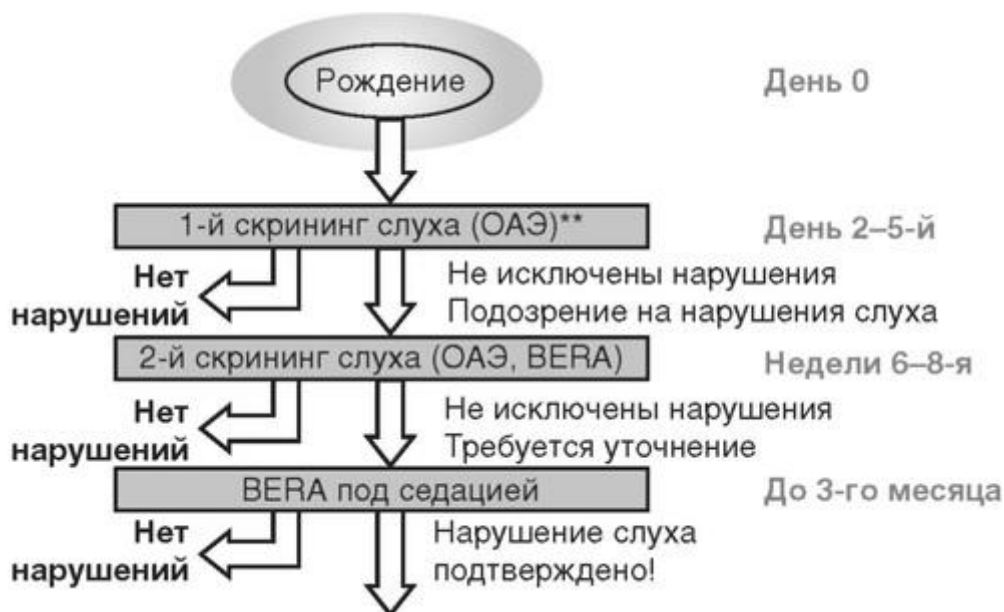 Рождение
День 0
1-й скрининг слуха (ОАЭ)**
День 2–5-й
Нет
нарушений
Не исключены нарушения
Подозрение на нарушения слуха
2-й скрининг слуха (ОАЭ, BERA)
Недели 6–8-я
Нет
нарушений
Не исключены нарушения
Требуется уточнение
BERA под седацией
До 3-го месяца
Нет
нарушений
Нарушение слуха
подтверждено!